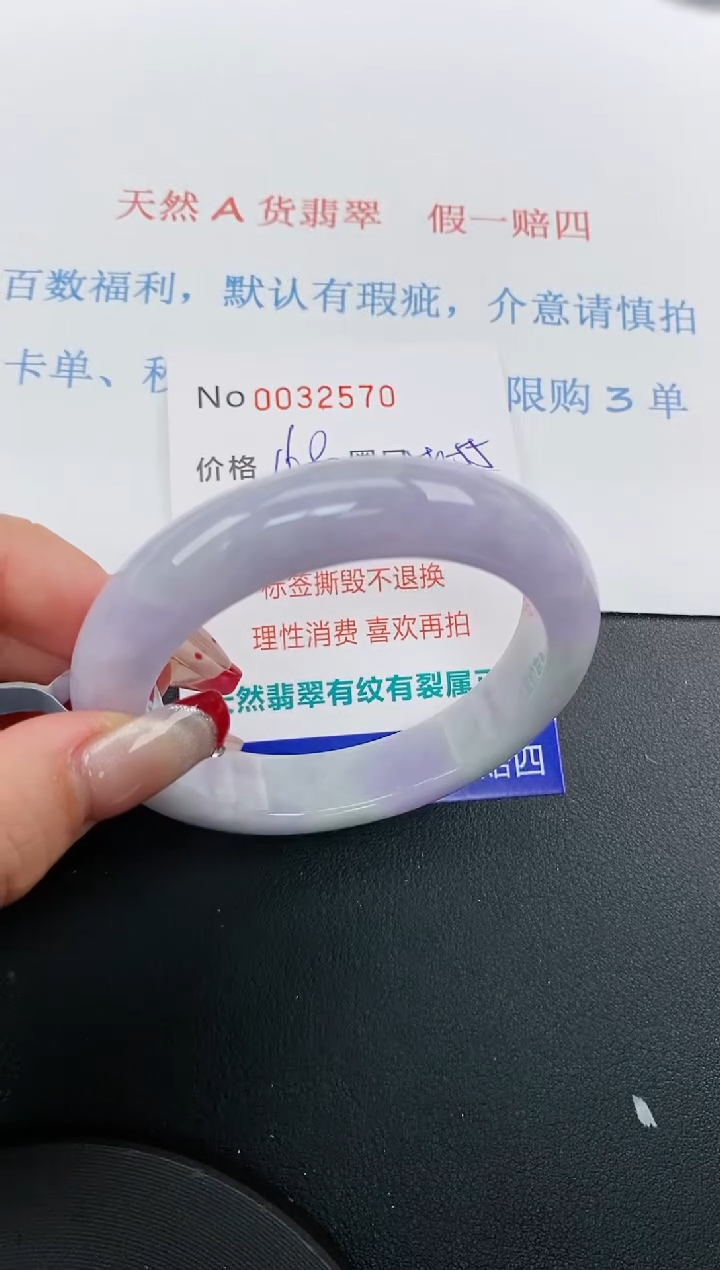 天然 A 货翡翠 假一赔四
百数福利，默认有瑕疵，介意请慎拍
卡单、 限购 3 单
No 0032570
价格
标签撕毁不退换
理性消费 喜欢再拍
天然翡翠有纹有裂属
赔四